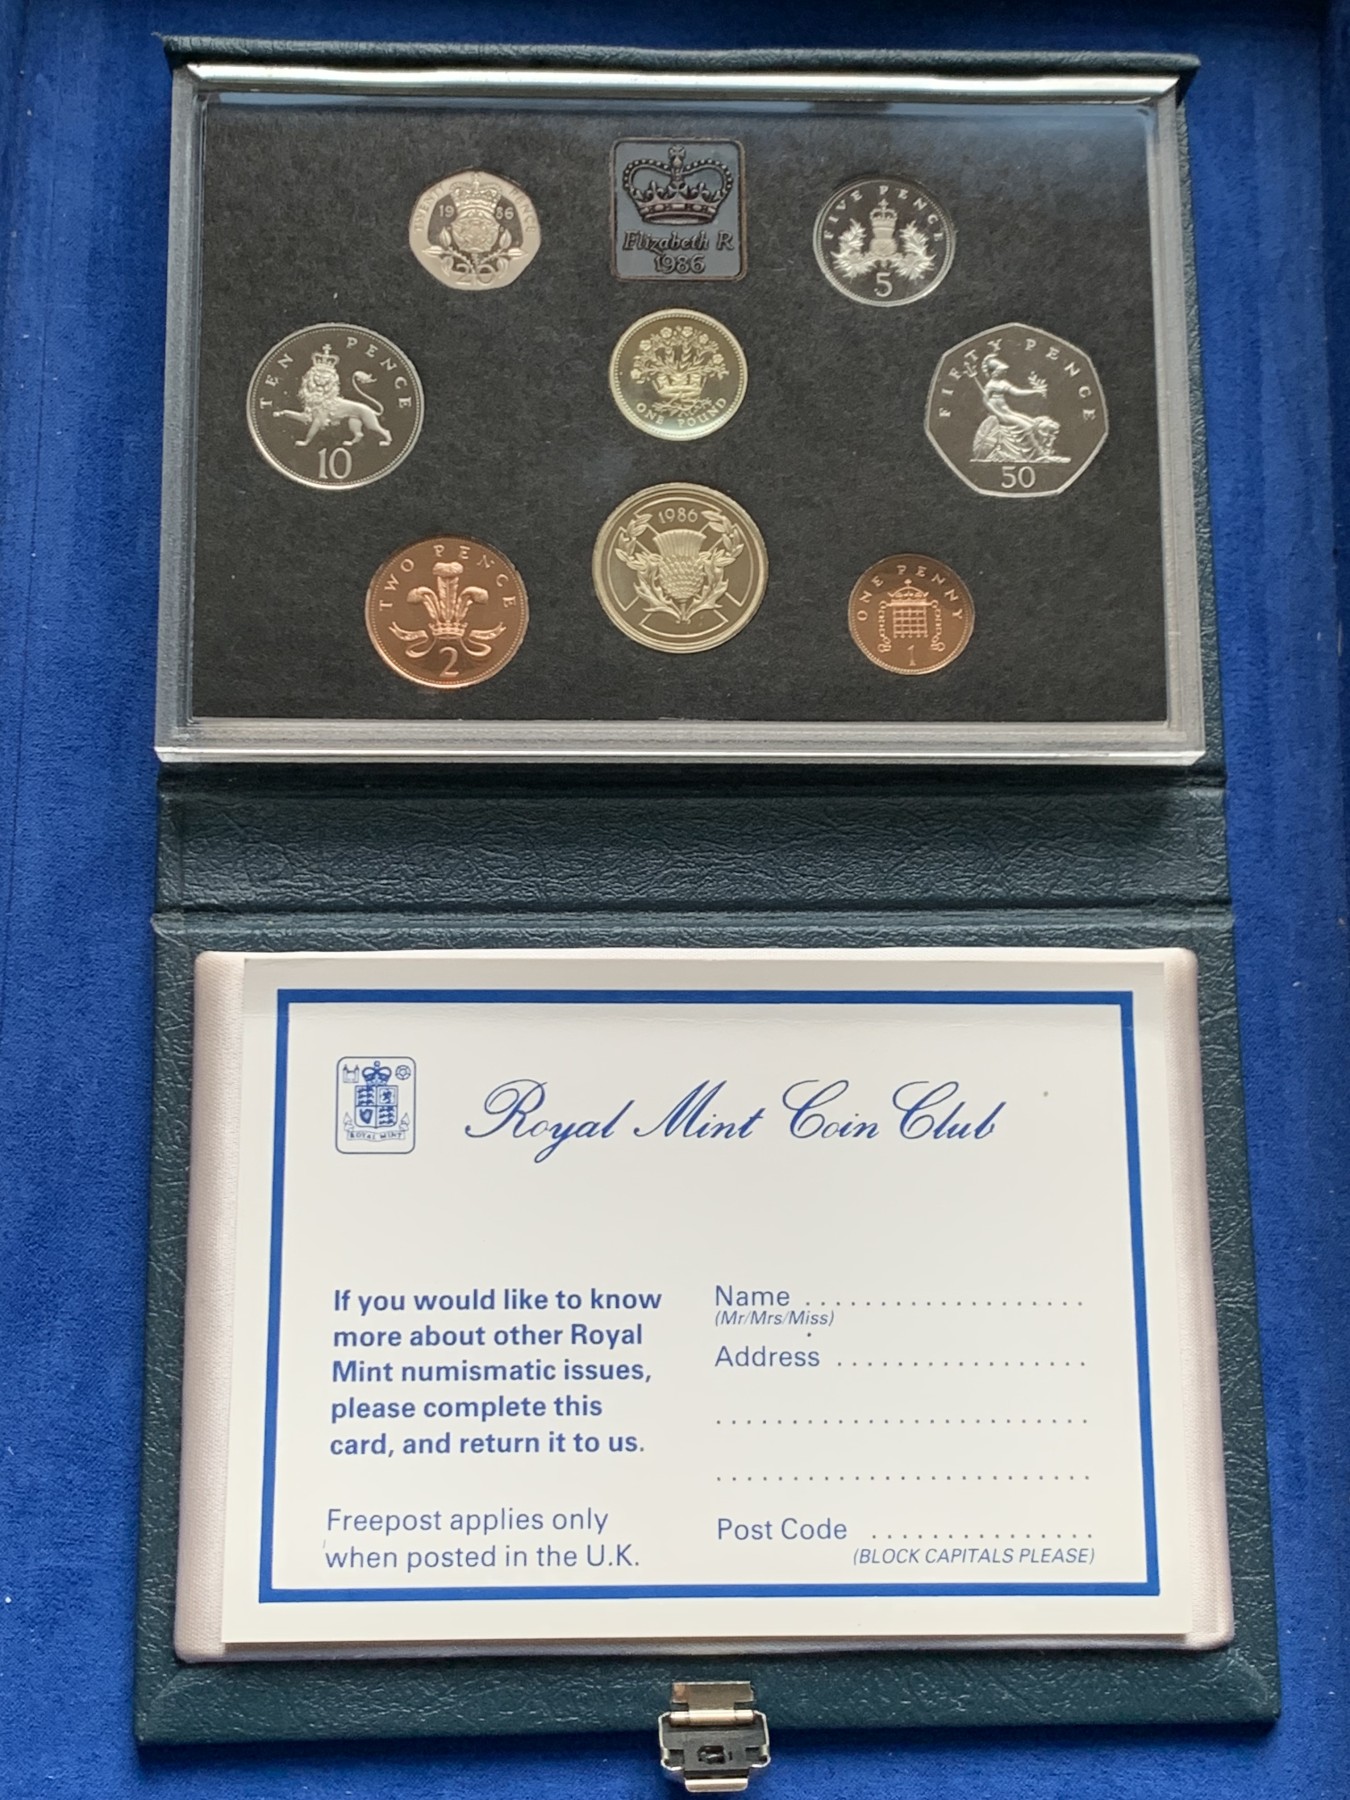 TWENTY PENCE
1986
20
Elizabeth R
1986
FIVE PENCE
5
TEN PENCE
10
ONE POUND
FIFTY PENCE
50
TWO PENCE
2
1986
ONE PENNY
1
ROYAL MINT
Royal Mint Coin Club
If you would like to know
more about other Royal
Mint numismatic issues,
please complete this
card, and return it to us.
Freepost applies only
when posted in the U.K.
Name
(Mr/Mrs/Miss)
Address
Post Code
(BLOCK CAPITALS PLEASE)